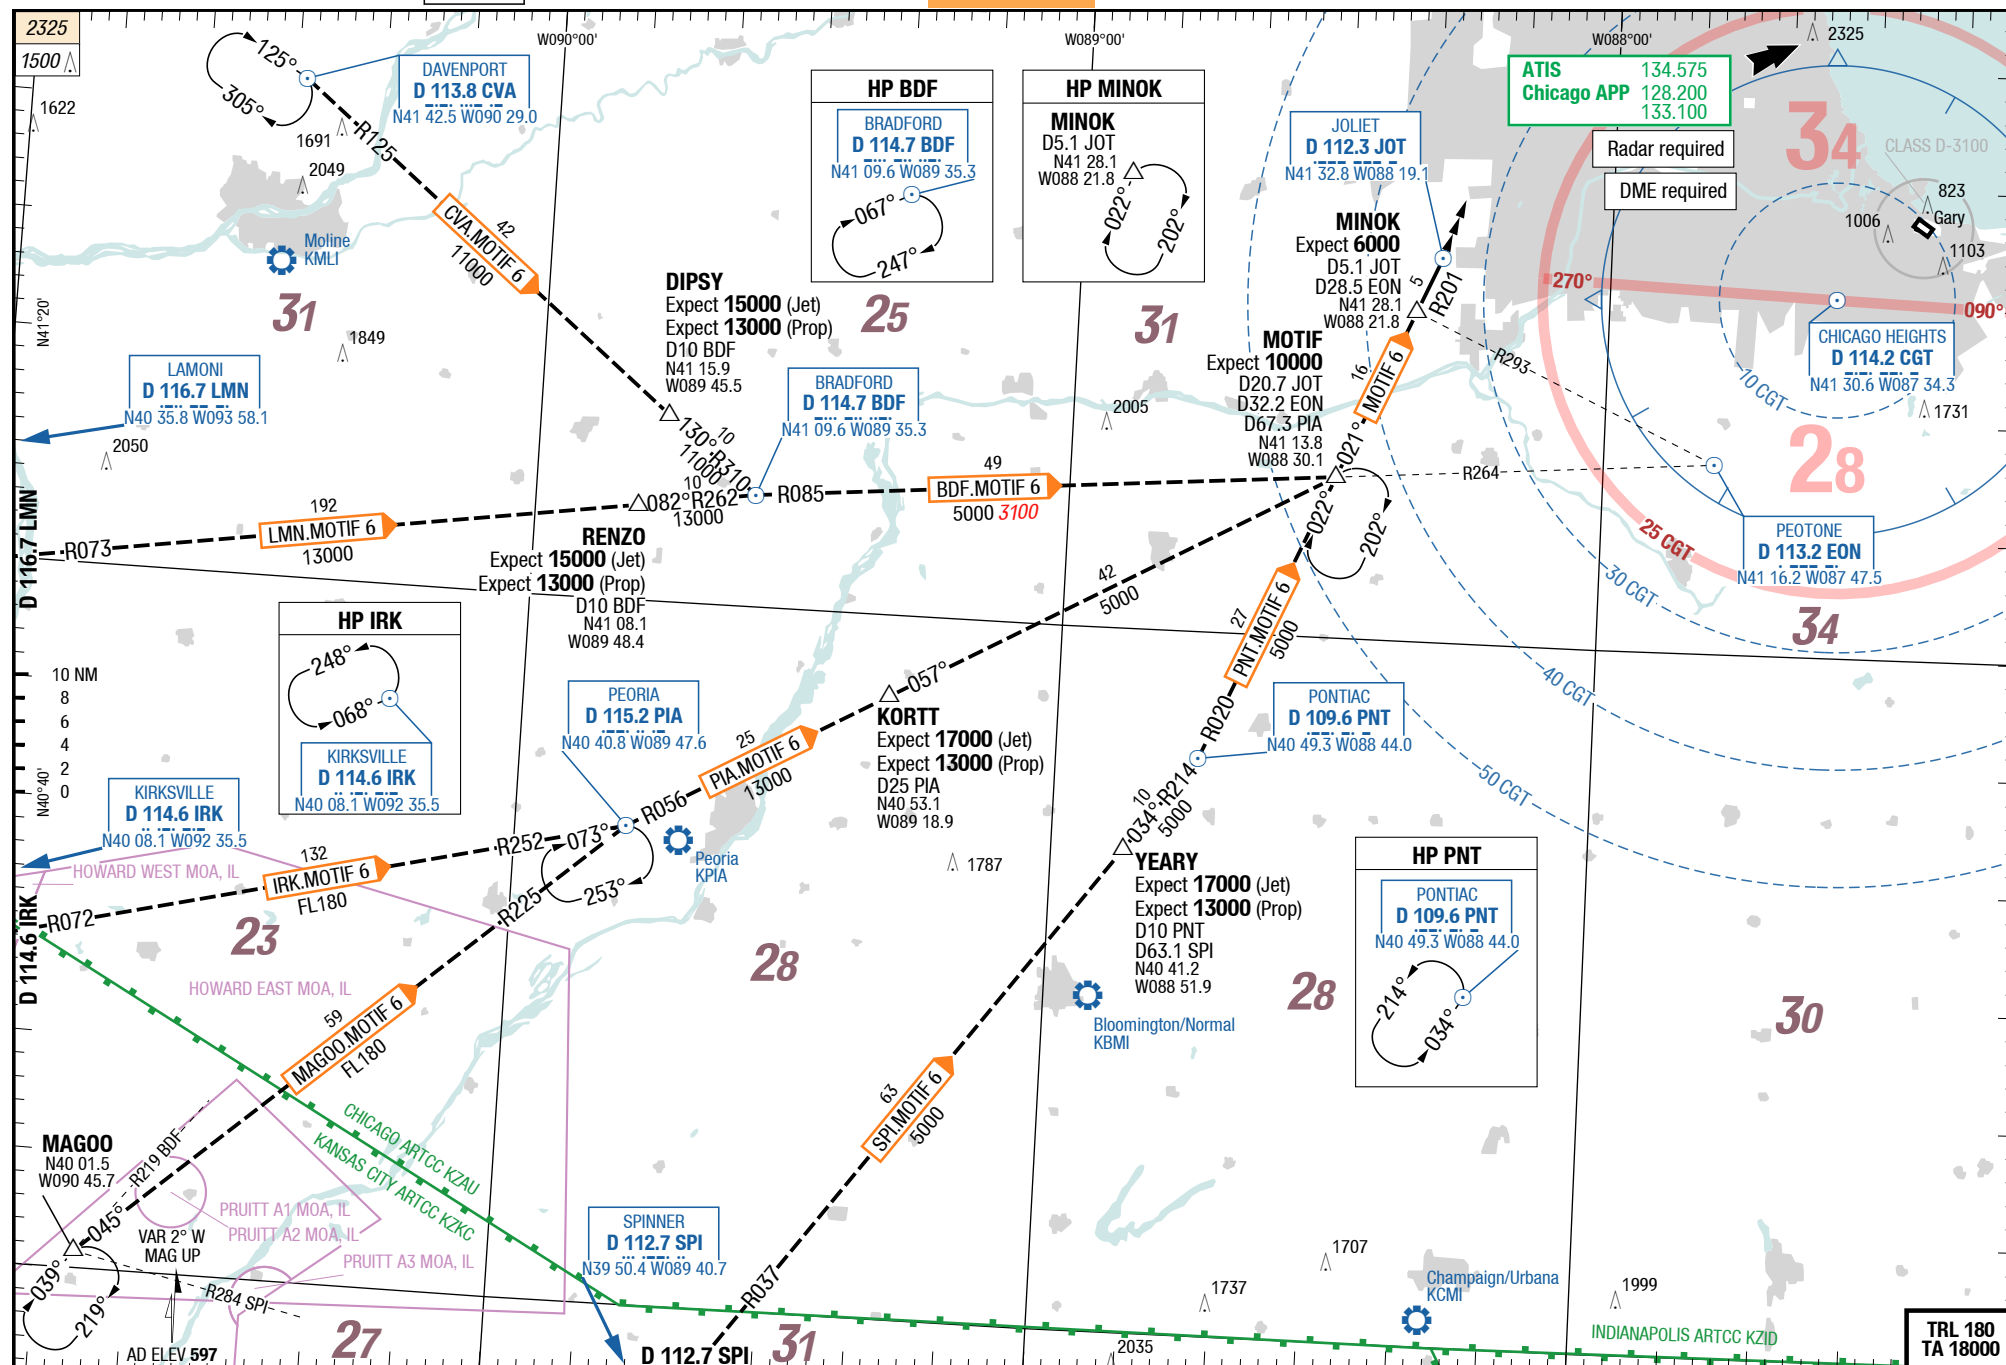 2325
1500
W090°00'
W089°00'
W088°00'
2325
1622
125°
305°
DAVENPORT
D 113.8 CVA
N41 42.5 W090 29.0
1691
R125
2049
HP BDF
BRADFORD
D 114.7 BDF
N41 09.6 W089 35.3
067°
247°
HP MINOK
MINOK
D5.1 JOT
N41 28.1
W088 21.8
022°
202°
JOLIET
D 112.3 JOT
N41 32.8 W088 19.1
ATIS 134.575
Chicago APP 128.200
133.100
Radar required
DME required
34
CLASS D-3100
823
Gary
1006
1103
Moline
KMLI
42
CVA.MOTIF 6
11000
31
N41°20'
1849
DIPSY
Expect 15000 (Jet)
Expect 13000 (Prop)
D10 BDF
N41 15.9
W089 45.5
25
31
MINOK
Expect 6000
D5.1 JOT
D28.5 EON
N41 28.1
W088 21.8
5
R201
270°
090°
CHICAGO HEIGHTS
D 114.2 CGT
N41 30.6 W087 34.3
10 CGT
1731
MOTIF
Expect 10000
D20.7 JOT
D32.2 EON
D67.3 PIA
N41 13.8
W088 30.1
16
MOTIF 6
R293
021°
LAMONI
D 116.7 LMN
N40 35.8 W093 58.1
2050
BRADFORD
D 114.7 BDF
N41 09.6 W089 35.3
2005
130°
10
R310
11000
10
082° R262
13000
R085
49
BDF.MOTIF 6
5000 3100
R264
28
D 116.7 LMN
R073
192
LMN.MOTIF 6
13000
RENZO
Expect 15000 (Jet)
Expect 13000 (Prop)
D10 BDF
N41 08.1
W089 48.4
022°
202°
25 CGT
PEOTONE
D 113.2 EON
N41 16.2 W087 47.5
30 CGT
34
42
5000
27
PNT.MOTIF 6
5000
HP IRK
248°
068°
KIRKSVILLE
D 114.6 IRK
N40 08.1 W092 35.5
10 NM
8
6
4
2
0
N40°40'
PEORIA
D 115.2 PIA
N40 40.8 W089 47.6
057°
KORTT
Expect 17000 (Jet)
Expect 13000 (Prop)
D25 PIA
N40 53.1
W089 18.9
25
PIA.MOTIF 6
13000
R056
R020
PONTIAC
D 109.6 PNT
N40 49.3 W088 44.0
40 CGT
50 CGT
KIRKSVILLE
D 114.6 IRK
N40 08.1 W092 35.5
HOWARD WEST MOA, IL
D 114.6 IRK
R072
132
IRK.MOTIF 6
FL180
R252
073°
253°
R225
Peoria
KPIA
1787
10
034° R214
5000
YEARY
Expect 17000 (Jet)
Expect 13000 (Prop)
D10 PNT
D63.1 SPI
N40 41.2
W088 51.9
HP PNT
PONTIAC
D 109.6 PNT
N40 49.3 W088 44.0
214°
034°
23
HOWARD EAST MOA, IL
28
28
30
59
MAGOO.MOTIF 6
FL180
Bloomington/Normal
KBMI
63
SPI.MOTIF 6
5000
CHICAGO ARTCC KZAU
KANSAS CITY ARTCC KZKC
MAGOO
N40 01.5
W090 45.7
R219 BDF
045°
039°
219°
VAR 2° W
MAG UP
PRUITT A1 MOA, IL
PRUITT A2 MOA, IL
PRUITT A3 MOA, IL
R284 SPI
SPINNER
D 112.7 SPI
N39 50.4 W089 40.7
R037
1707
1737
Champaign/Urbana
KCMI
1999
AD ELEV 597
27
D 112.7 SPI
31
2035
INDIANAPOLIS ARTCC KZID
TRL 180
TA 18000